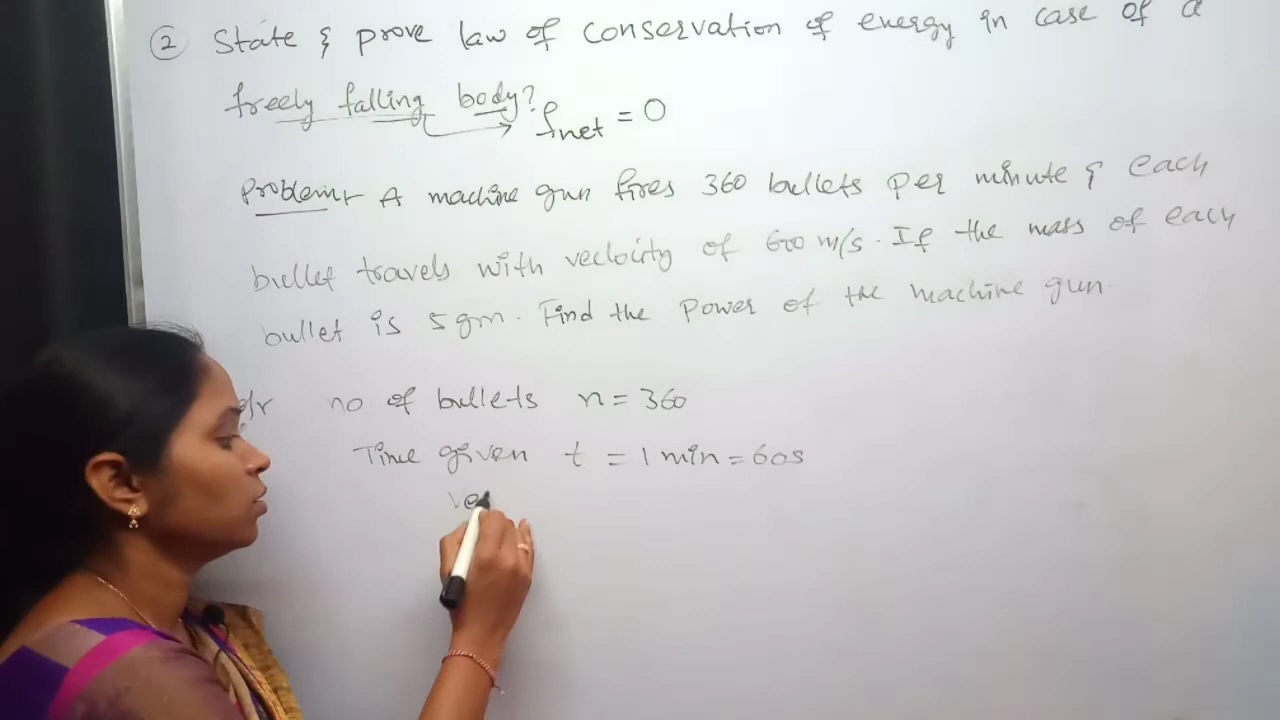 ② State & prove law of conservation of energy in case of a
freely falling body?
fnet = 0
Problem:- A machine gun fires 360 bullets per minute & each
bullet travels with velocity of 600 m/s. If the mass of each
bullet is 5 gm. Find the power of the machine gun.
no of bullets n = 360
Time given t = 1 min = 60s
ve